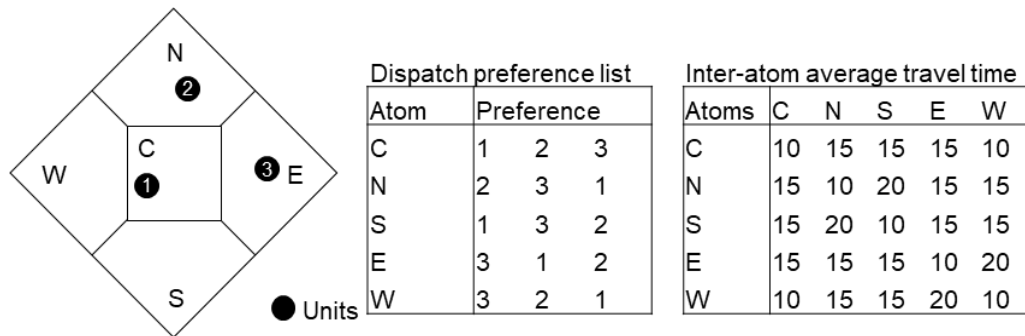 N
2
W
C
1
3
E
S
Units
Dispatch preference list
Atom Preference
C 1 2 3
N 2 3 1
S 1 3 2
E 3 1 2
W 3 2 1
Inter-atom average travel time
Atoms C N S E W
C 10 15 15 15 10
N 15 10 20 15 15
S 15 20 10 15 15
E 15 15 15 10 20
W 10 15 15 20 10